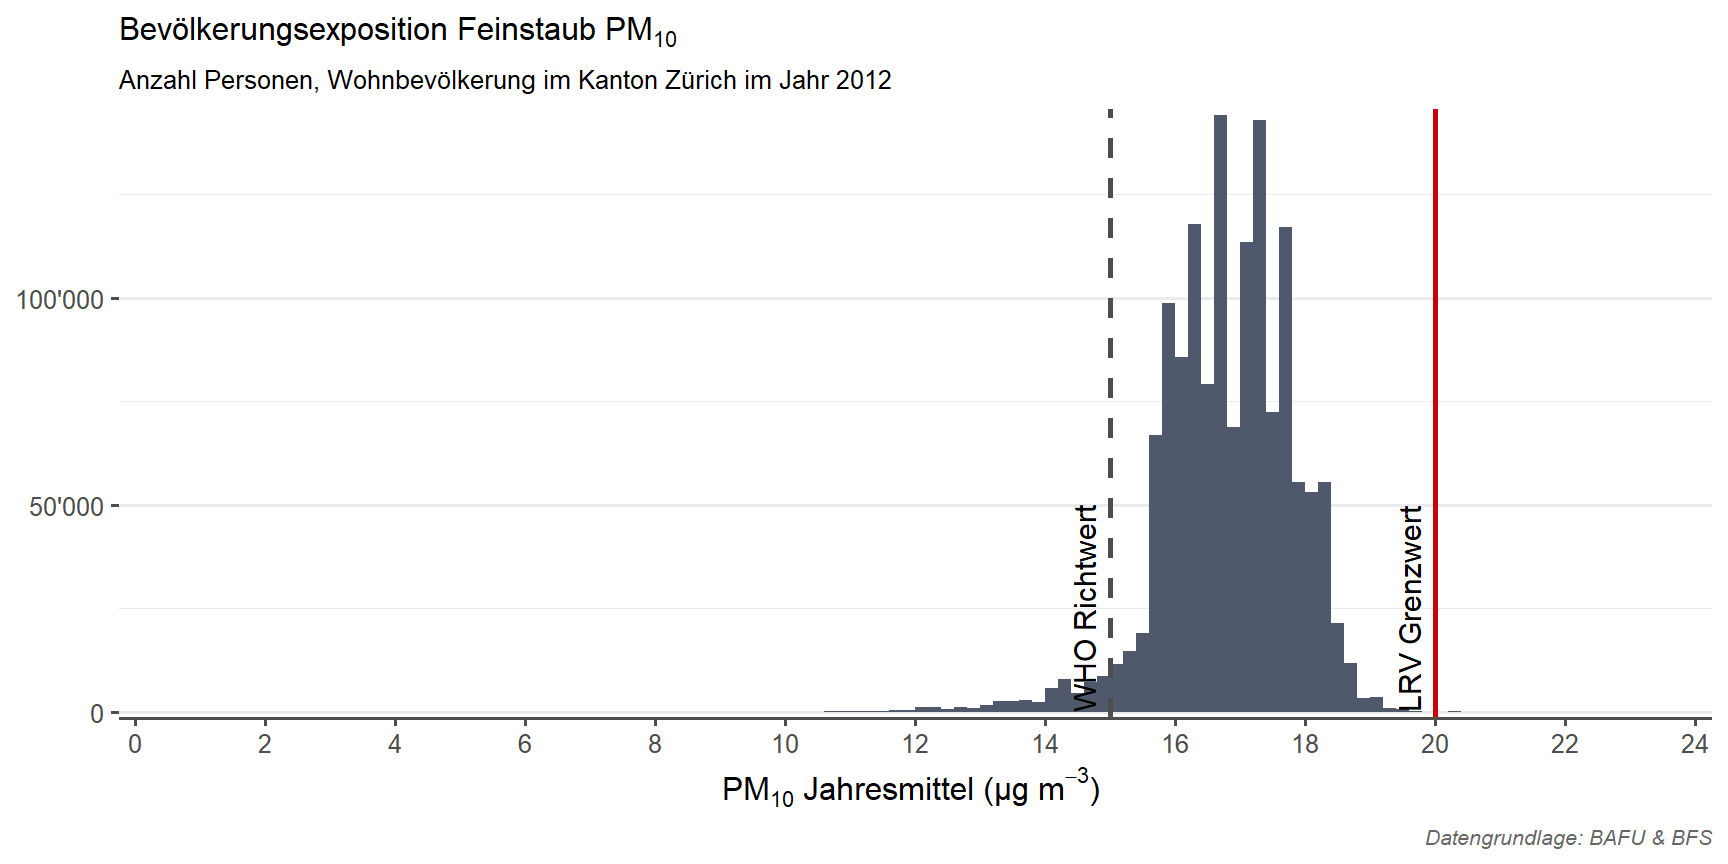 Bevölkerungsexposition Feinstaub PM₁₀
Anzahl Personen, Wohnbevölkerung im Kanton Zürich im Jahr 2012
100'000
50'000
0
WHO Richtwert
LRV Grenzwert
0 2 4 6 8 10 12 14 16 18 20 22 24
PM₁₀ Jahresmittel (µg m⁻³)
Datengrundlage: BAFU & BFS